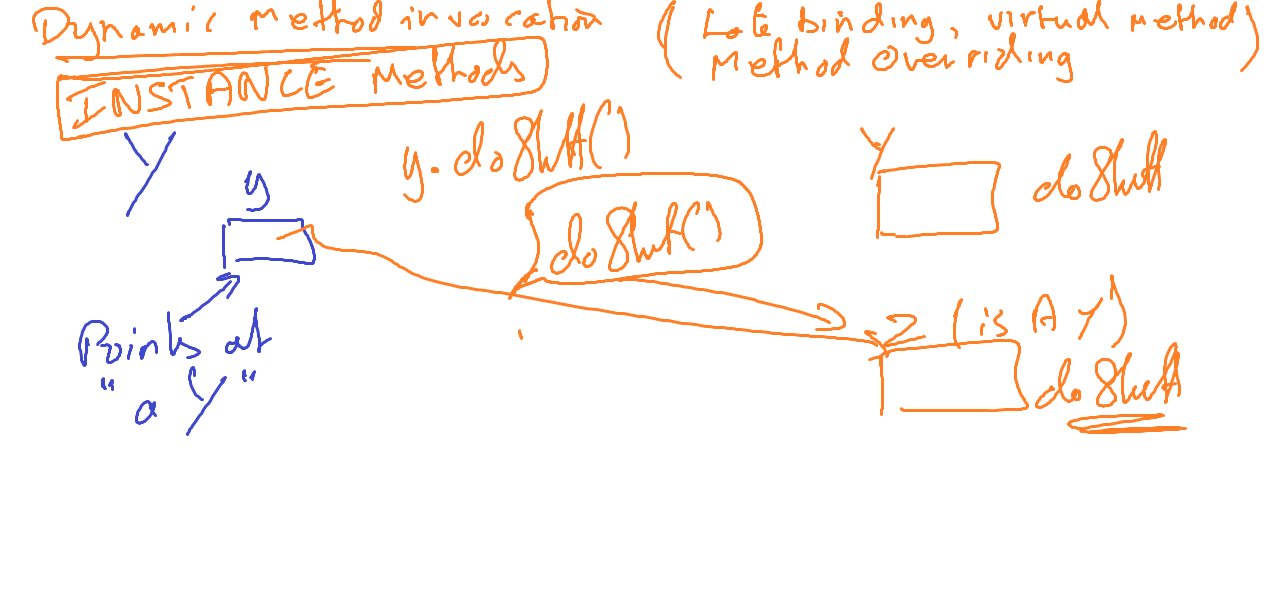 Dynamic Method invocation
(Late binding, virtual method)
Method Overriding
INSTANCE Methods
Y
y
y.doStuff()
doStuff()
Y
doStuff
Points at
"a Y"
Z (is A Y)
doStuff